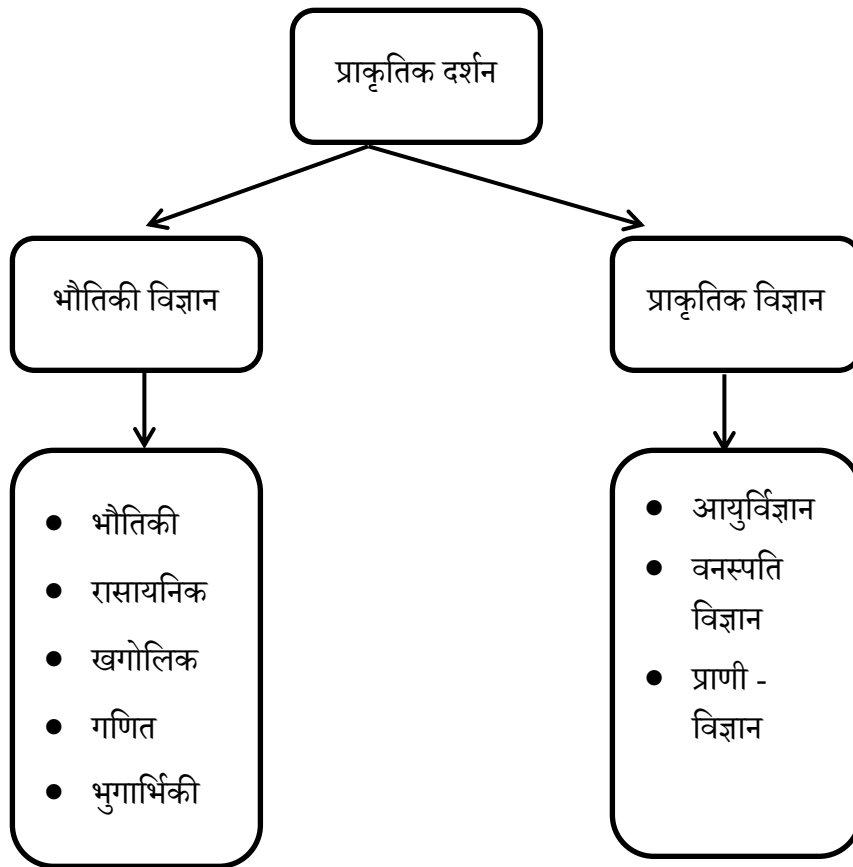 प्राकृतिक दर्शन
भौतिकी विज्ञान
प्राकृतिक विज्ञान
● भौतिकी
● रासायनिक
● खगोलिक
● गणित
● भुगार्भिकी
● आयुर्विज्ञान
● वनस्पति
विज्ञान
● प्राणी -
विज्ञान